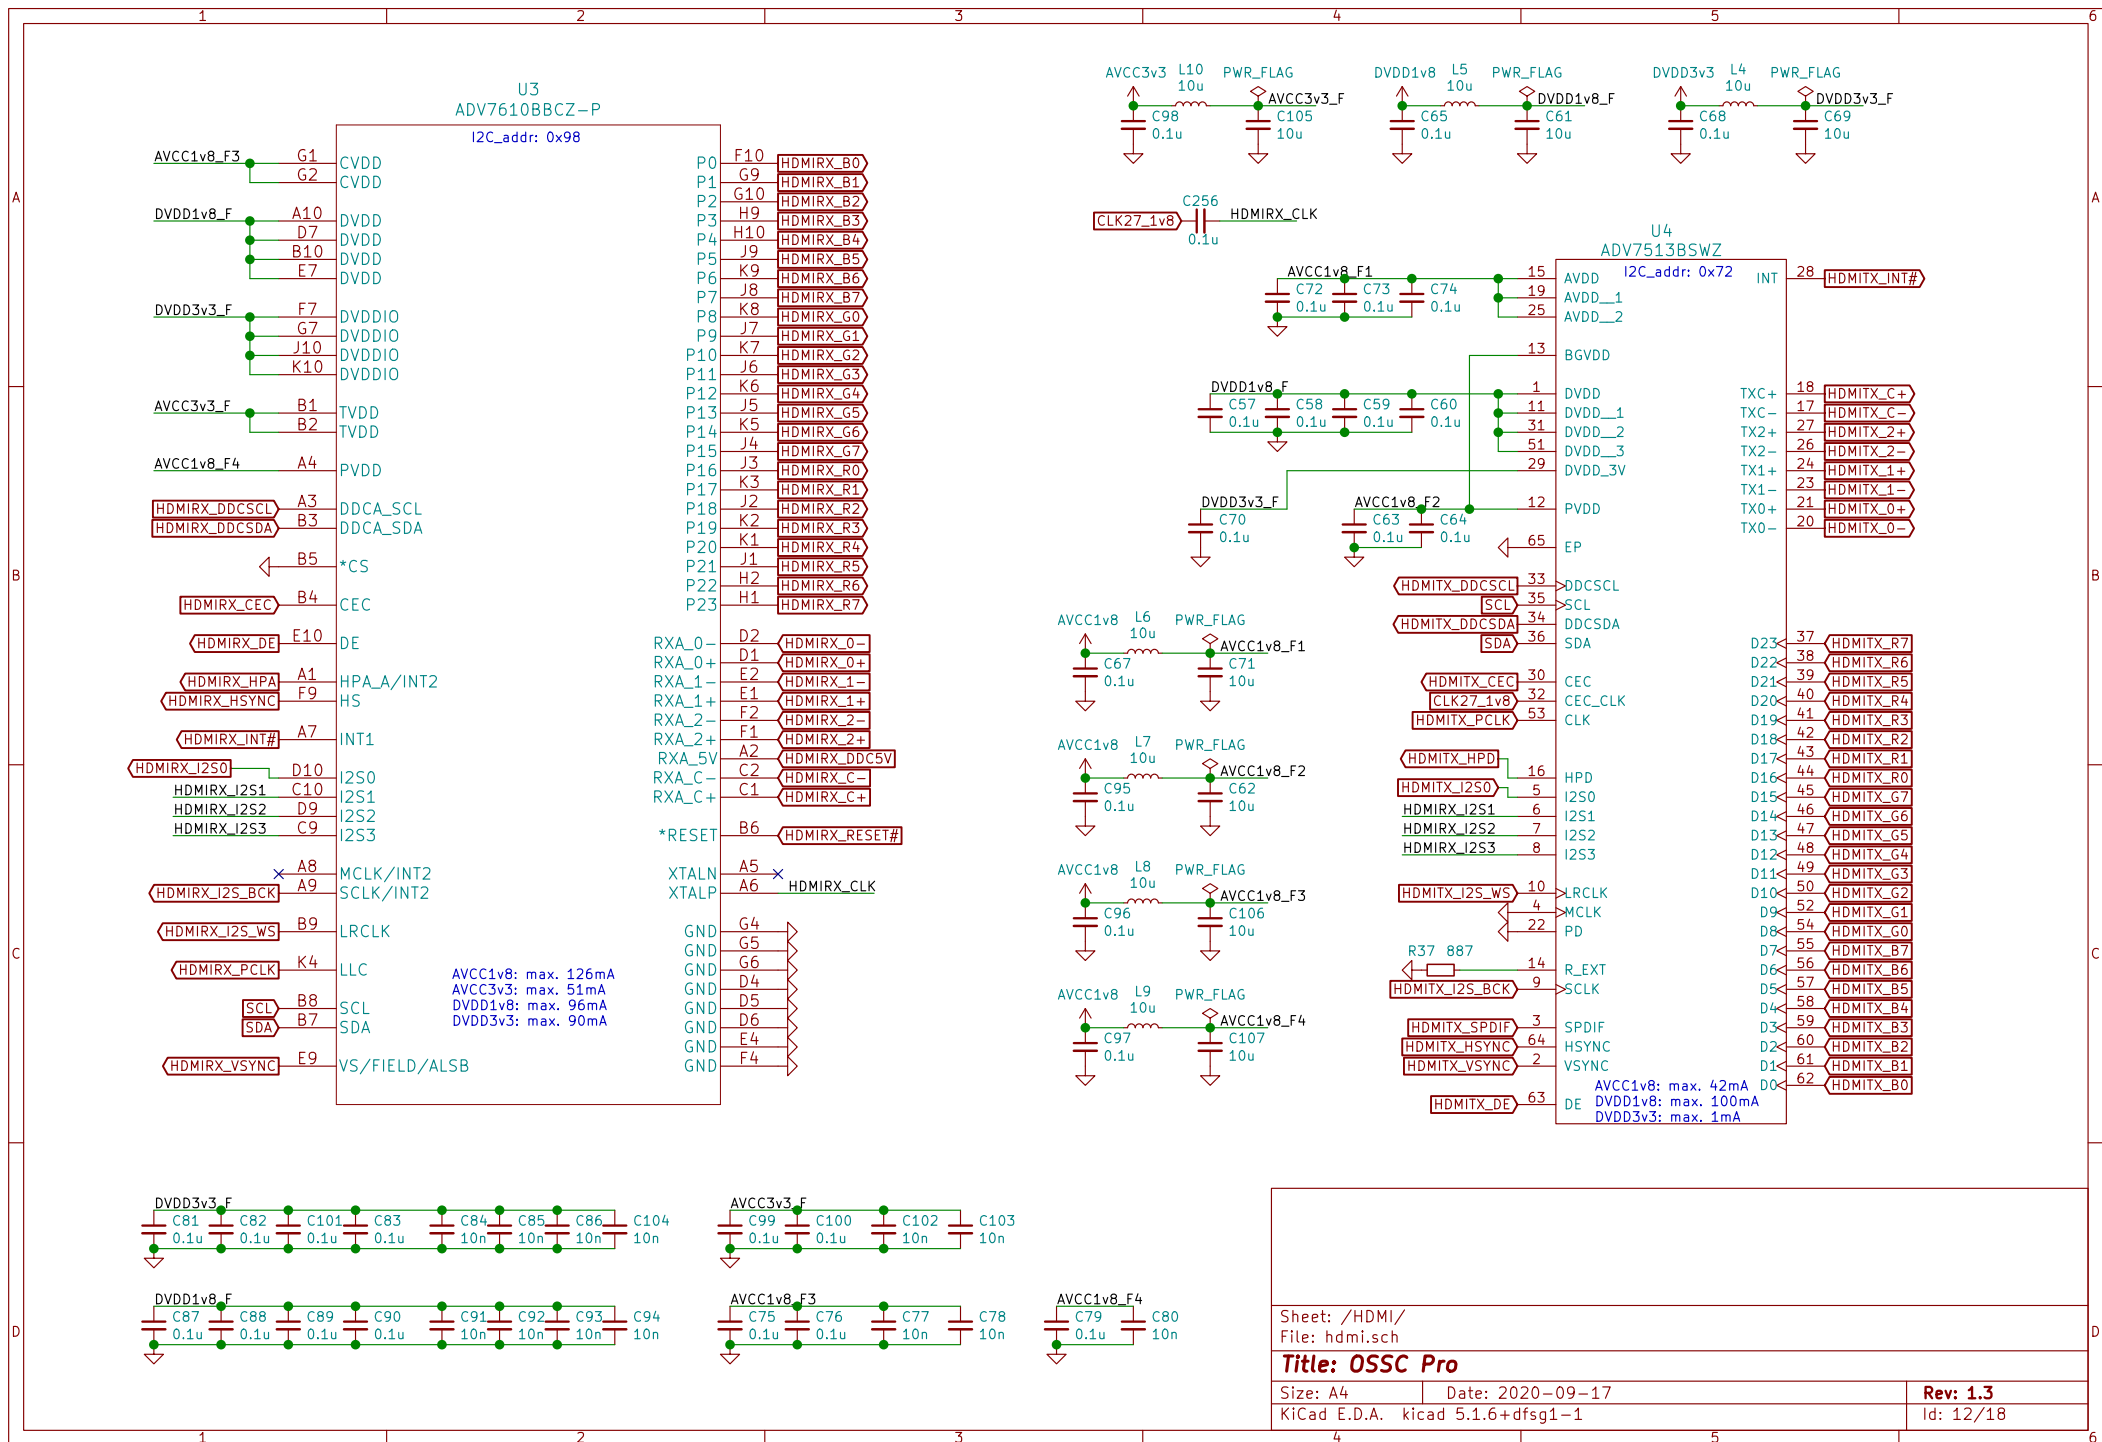 1 2 3 4 5 6
A
B
C
D
U3
ADV7610BBCZ-P
I2C_addr: 0x98
AVCC1v8_F3 G1 CVDD
G2 CVDD
DVDD1v8_F A10 DVDD
D7 DVDD
B10 DVDD
E7 DVDD
DVDD3v3_F F7 DVDDIO
G7 DVDDIO
J10 DVDDIO
K10 DVDDIO
AVCC3v3_F B1 TVDD
B2 TVDD
AVCC1v8_F4 A4 PVDD
HDMIRX_DDCSCL A3 DDCA_SCL
HDMIRX_DDCSDA B3 DDCA_SDA
B5 *CS
HDMIRX_CEC B4 CEC
HDMIRX_DE E10 DE
HDMIRX_HPA A1 HPA_A/INT2
HDMIRX_HSYNC F9 HS
HDMIRX_INT# A7 INT1
HDMIRX_I2S0 D10 I2S0
HDMIRX_I2S1 C10 I2S1
HDMIRX_I2S2 D9 I2S2
HDMIRX_I2S3 C9 I2S3
A8 MCLK/INT2
HDMIRX_I2S_BCK A9 SCLK/INT2
HDMIRX_I2S_WS B9 LRCLK
HDMIRX_PCLK K4 LLC
SCL B8 SCL
SDA B7 SDA
HDMIRX_VSYNC E9 VS/FIELD/ALSB
AVCC1v8: max. 126mA
AVCC3v3: max. 51mA
DVDD1v8: max. 96mA
DVDD3v3: max. 90mA
P0 F10 HDMIRX_B0
P1 G9 HDMIRX_B1
P2 G10 HDMIRX_B2
P3 H9 HDMIRX_B3
P4 H10 HDMIRX_B4
P5 J9 HDMIRX_B5
P6 K9 HDMIRX_B6
P7 J8 HDMIRX_B7
P8 K8 HDMIRX_G0
P9 J7 HDMIRX_G1
P10 K7 HDMIRX_G2
P11 J6 HDMIRX_G3
P12 K6 HDMIRX_G4
P13 J5 HDMIRX_G5
P14 K5 HDMIRX_G6
P15 J4 HDMIRX_G7
P16 J3 HDMIRX_R0
P17 K3 HDMIRX_R1
P18 J2 HDMIRX_R2
P19 K2 HDMIRX_R3
P20 K1 HDMIRX_R4
P21 J1 HDMIRX_R5
P22 H2 HDMIRX_R6
P23 H1 HDMIRX_R7
RXA_0- D2 HDMIRX_0-
RXA_0+ D1 HDMIRX_0+
RXA_1- E2 HDMIRX_1-
RXA_1+ E1 HDMIRX_1+
RXA_2- F2 HDMIRX_2-
RXA_2+ F1 HDMIRX_2+
RXA_5V A2 HDMIRX_DDC5V
RXA_C- C2 HDMIRX_C-
RXA_C+ C1 HDMIRX_C+
*RESET B6 HDMIRX_RESET#
XTALN A5
XTALP A6 HDMIRX_CLK
GND G4
GND G5
GND G6
GND D4
GND D5
GND D6
GND E4
GND F4
AVCC3v3 L10 10u PWR_FLAG AVCC3v3_F
C98 0.1u C105 10u
DVDD1v8 L5 10u PWR_FLAG DVDD1v8_F
C65 0.1u C61 10u
DVDD3v3 L4 10u PWR_FLAG DVDD3v3_F
C68 0.1u C69 10u
CLK27_1v8 C256 0.1u HDMIRX_CLK
AVCC1v8_F1
C72 0.1u C73 0.1u C74 0.1u
DVDD1v8_F
C57 0.1u C58 0.1u C59 0.1u C60 0.1u
DVDD3v3_F
C70 0.1u
AVCC1v8_F2
C63 0.1u C64 0.1u
AVCC1v8 L6 10u PWR_FLAG AVCC1v8_F1
C67 0.1u C71 10u
AVCC1v8 L7 10u PWR_FLAG AVCC1v8_F2
C95 0.1u C62 10u
AVCC1v8 L8 10u PWR_FLAG AVCC1v8_F3
C96 0.1u C106 10u
AVCC1v8 L9 10u PWR_FLAG AVCC1v8_F4
C97 0.1u C107 10u
U4
ADV7513BSWZ
I2C_addr: 0x72
15 AVDD
19 AVDD__1
25 AVDD__2
13 BGVDD
1 DVDD
11 DVDD__1
31 DVDD__2
51 DVDD__3
29 DVDD_3V
12 PVDD
65 EP
HDMITX_DDCSCL 33 DDCSCL
SCL 35 SCL
HDMITX_DDCSDA 34 DDCSDA
SDA 36 SDA
HDMITX_CEC 30 CEC
CLK27_1v8 32 CEC_CLK
HDMITX_PCLK 53 CLK
HDMITX_HPD 16 HPD
HDMITX_I2S0 5 I2S0
HDMIRX_I2S1 6 I2S1
HDMIRX_I2S2 7 I2S2
HDMIRX_I2S3 8 I2S3
HDMITX_I2S_WS 10 LRCLK
4 MCLK
22 PD
R37 887 14 R_EXT
HDMITX_I2S_BCK 9 SCLK
HDMITX_SPDIF 3 SPDIF
HDMITX_HSYNC 64 HSYNC
HDMITX_VSYNC 2 VSYNC
HDMITX_DE 63 DE
AVCC1v8: max. 42mA
DVDD1v8: max. 100mA
DVDD3v3: max. 1mA
INT 28 HDMITX_INT#
TXC+ 18 HDMITX_C+
TXC- 17 HDMITX_C-
TX2+ 27 HDMITX_2+
TX2- 26 HDMITX_2-
TX1+ 24 HDMITX_1+
TX1- 23 HDMITX_1-
TX0+ 21 HDMITX_0+
TX0- 20 HDMITX_0-
D23 37 HDMITX_R7
D22 38 HDMITX_R6
D21 39 HDMITX_R5
D20 40 HDMITX_R4
D19 41 HDMITX_R3
D18 42 HDMITX_R2
D17 43 HDMITX_R1
D16 44 HDMITX_R0
D15 45 HDMITX_G7
D14 46 HDMITX_G6
D13 47 HDMITX_G5
D12 48 HDMITX_G4
D11 49 HDMITX_G3
D10 50 HDMITX_G2
D9 52 HDMITX_G1
D8 54 HDMITX_G0
D7 55 HDMITX_B7
D6 56 HDMITX_B6
D5 57 HDMITX_B5
D4 58 HDMITX_B4
D3 59 HDMITX_B3
D2 60 HDMITX_B2
D1 61 HDMITX_B1
D0 62 HDMITX_B0
DVDD3v3_F
C81 C82 C101 C83 C84 C85 C86 C104
0.1u 0.1u 0.1u 0.1u 10n 10n 10n 10n
AVCC3v3_F
C99 C100 C102 C103
0.1u 0.1u 10n 10n
DVDD1v8_F
C87 C88 C89 C90 C91 C92 C93 C94
0.1u 0.1u 0.1u 0.1u 10n 10n 10n 10n
AVCC1v8_F3
C75 C76 C77 C78
0.1u 0.1u 10n 10n
AVCC1v8_F4
C79 C80
0.1u 10n
Sheet: /HDMI/
File: hdmi.sch
Title: OSSC Pro
Size: A4 Date: 2020-09-17 Rev: 1.3
KiCad E.D.A. kicad 5.1.6+dfsg1-1 Id: 12/18
A
B
C
D
1 2 3 4 5 6